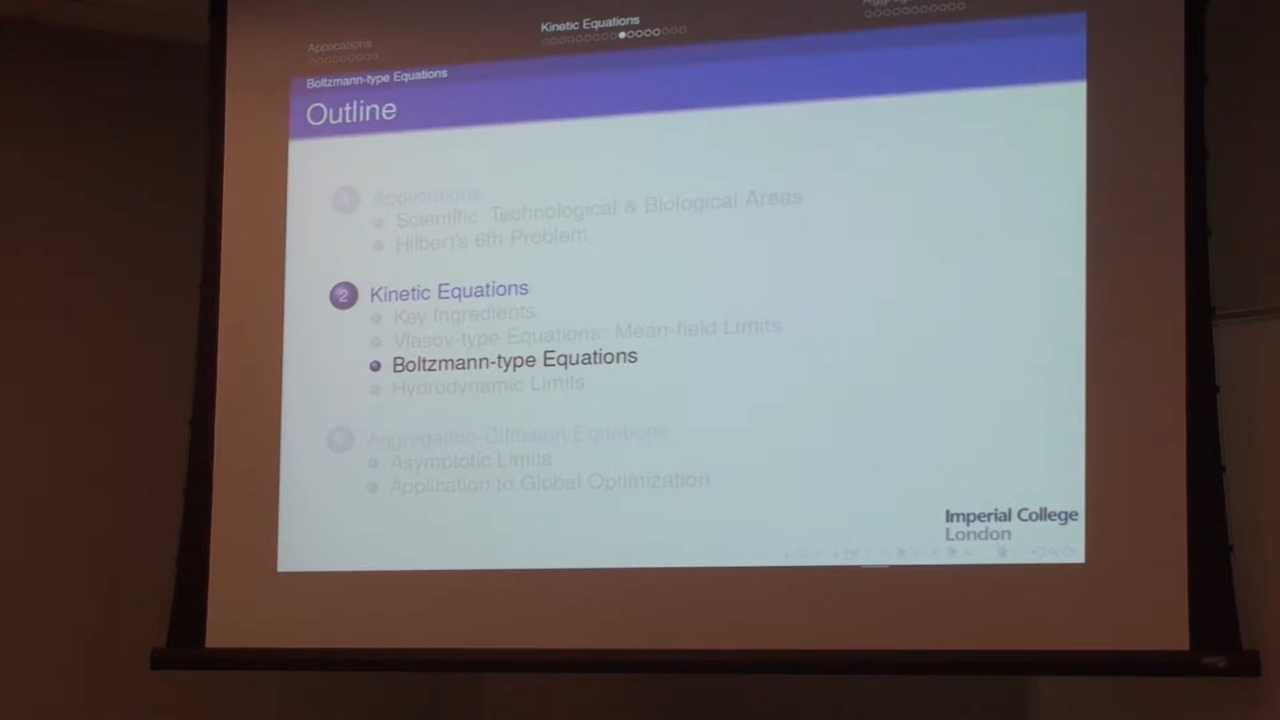 Applications
Kinetic Equations
Boltzmann-type Equations
Outline
Applications
Scientific, Technological & Biological Areas
Hilbert's 6th Problem
2 Kinetic Equations
Key Ingredients
Vlasov-type Equations: Mean-field Limits
Boltzmann-type Equations
Hydrodynamic Limits
Aggregation-Diffusion Equations
Asymptotic Limits
Application to Global Optimization
Imperial College
London